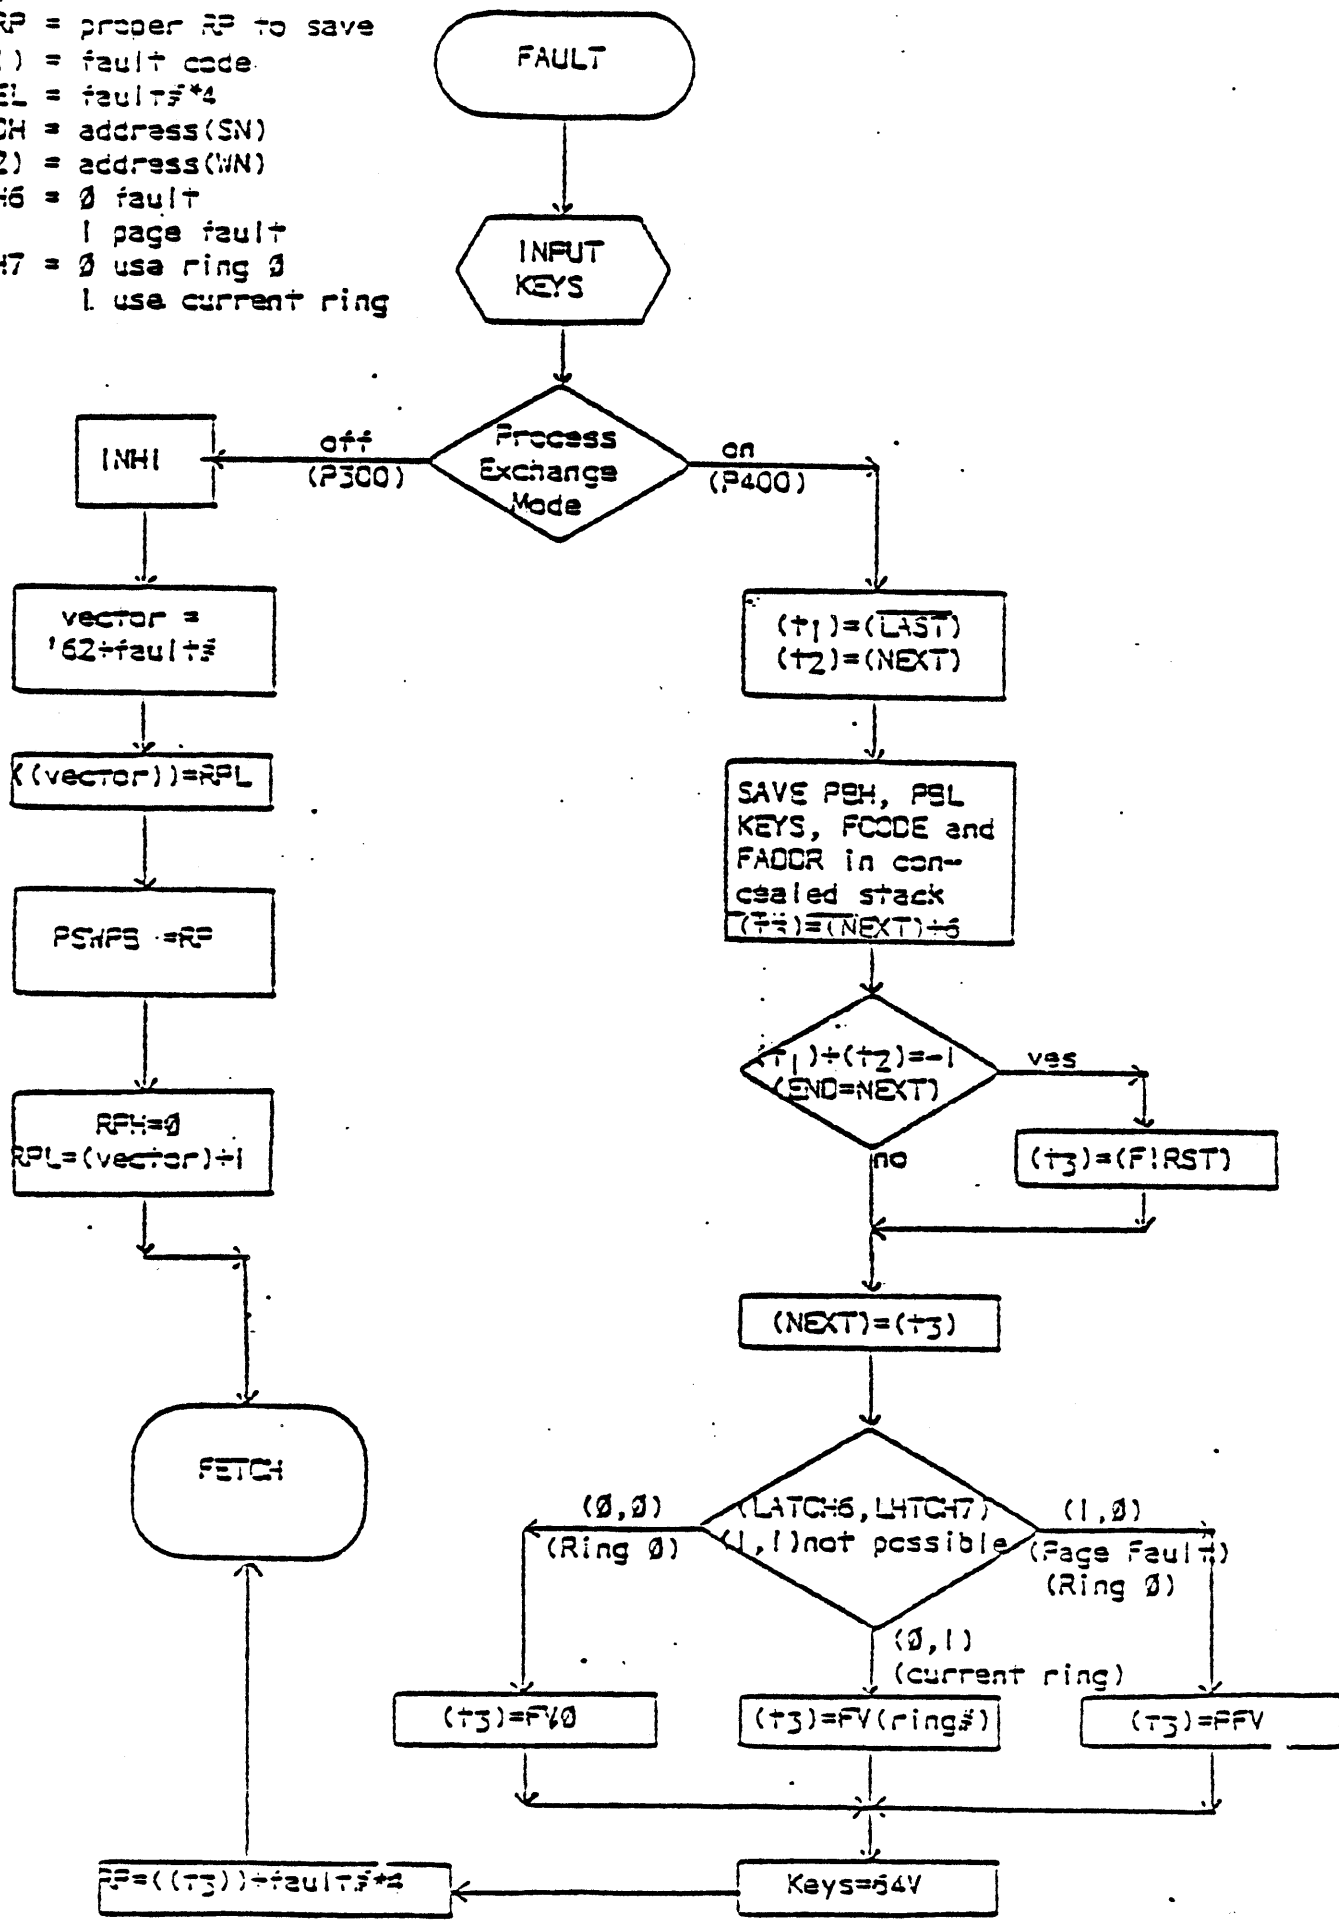 RP = proper RP to save
) = fault code
EL = fault#*4
CH = address(SN)
2) = address(WN)
H6 = Ø fault
1 page fault
H7 = Ø use ring Ø
1 use current ring
FAULT
INPUT
KEYS
Process
Exchange
Mode
off
(P300)
on
(P400)
INHI
vector =
'62+fault#
((vector))=RPL
PSWPB =RP
RPH=Ø
RPL=(vector)+1
FETCH
(t1)=(LAST)
(t2)=(NEXT)
SAVE PBH, PBL
KEYS, FCODE and
FADDR in con-
cealed stack
(t3)=(NEXT)+6
(t1)+(t2)=-1
(END=NEXT)
yes
no
(t3)=(FIRST)
(NEXT)=(t3)
(LATCH6,LHTCH7)
(1,1)not possible
(Ø,Ø)
(Ring Ø)
(1,Ø)
(Page Fault)
(Ring Ø)
(Ø,1)
(current ring)
(t3)=FVØ
(t3)=FV(ring#)
(t3)=PFV
Keys=64V
RP=((t3))+fault#*4